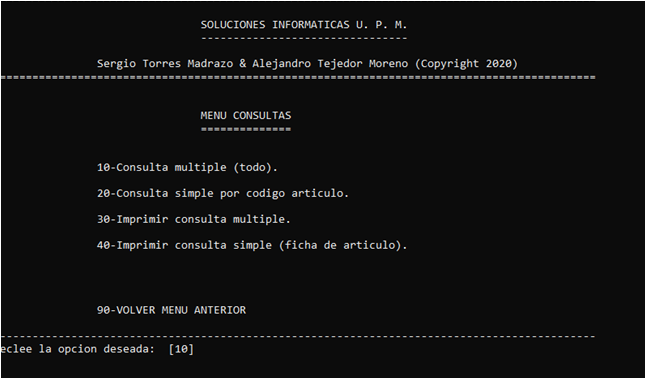 SOLUCIONES INFORMATICAS U. P. M.
--------------------------------
Sergio Torres Madrazo & Alejandro Tejedor Moreno (Copyright 2020)
============================================================================================
MENU CONSULTAS
==============
10-Consulta multiple (todo).
20-Consulta simple por codigo articulo.
30-Imprimir consulta multiple.
40-Imprimir consulta simple (ficha de articulo).
90-VOLVER MENU ANTERIOR
--------------------------------------------------------------------------------------------
eclee la opcion deseada:  [10]